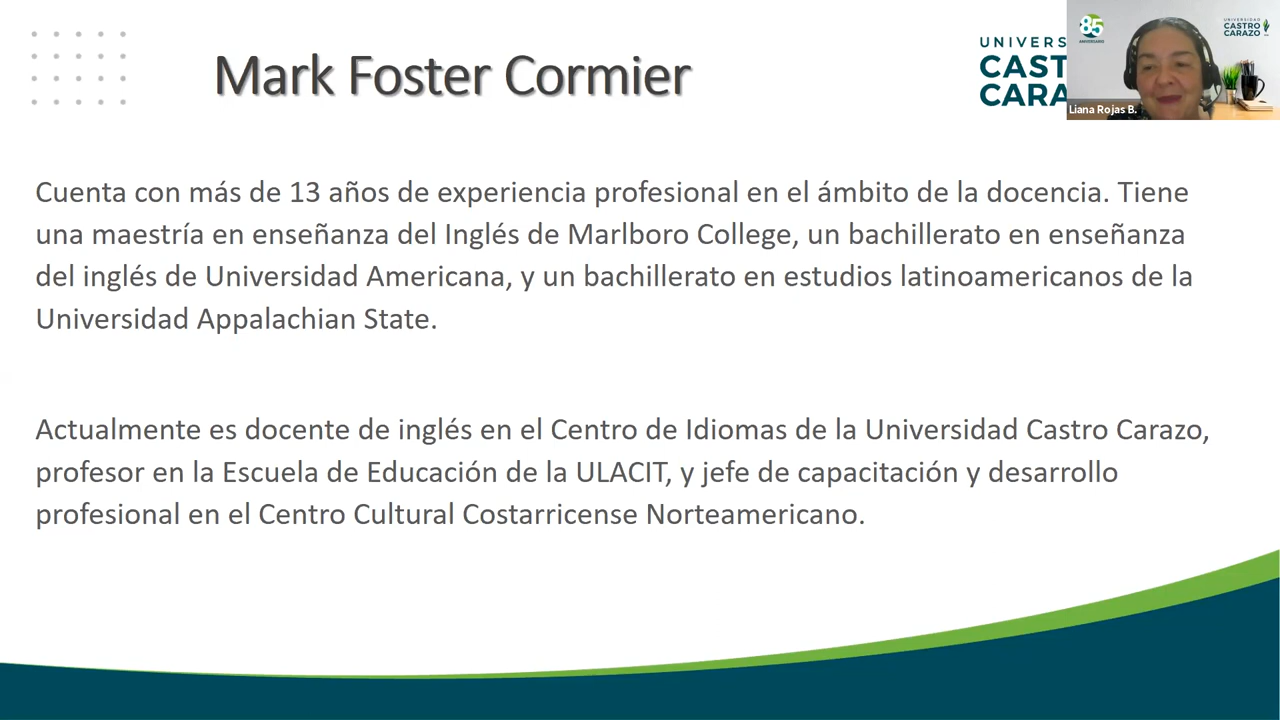 Mark Foster Cormier
UNIVERS
CAST
CARA
85
ANIVERSARIO
UNIVERSIDAD
CASTRO
CARAZO
Liana Rojas B.
Cuenta con más de 13 años de experiencia profesional en el ámbito de la docencia. Tiene
una maestría en enseñanza del Inglés de Marlboro College, un bachillerato en enseñanza
del inglés de Universidad Americana, y un bachillerato en estudios latinoamericanos de la
Universidad Appalachian State.
Actualmente es docente de inglés en el Centro de Idiomas de la Universidad Castro Carazo,
profesor en la Escuela de Educación de la ULACIT, y jefe de capacitación y desarrollo
profesional en el Centro Cultural Costarricense Norteamericano.